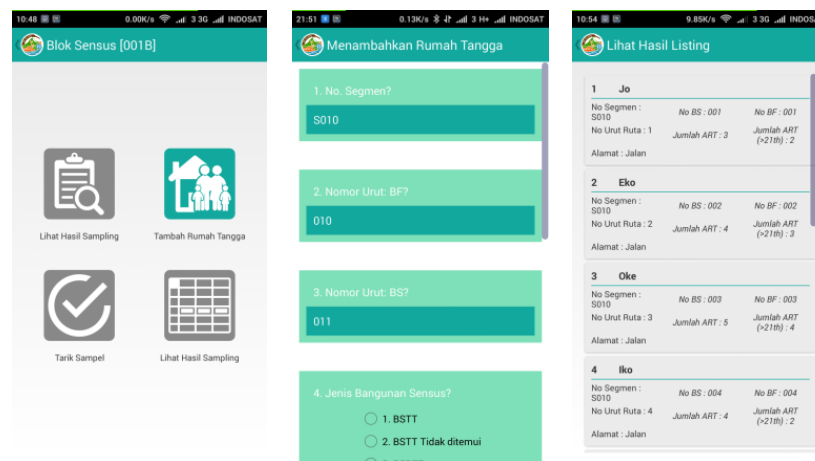 10:48 0.00K/s 3 3G INDOSAT
Blok Sensus [001B]
Lihat Hasil Sampling
Tambah Rumah Tangga
Tarik Sampel
Lihat Hasil Sampling
21:51 0.13K/s 3 H+ INDOSAT
Menambahkan Rumah Tangga
1. No. Segmen?
S010
2. Nomor Urut: BF?
010
3. Nomor Urut: BS?
011
4. Jenis Bangunan Sensus?
1. BSTT
2. BSTT Tidak ditemui
10:54 9.85K/s 3 3G INDOS
Lihat Hasil Listing
1 Jo
No Segmen : S010
No BS : 001
No BF : 001
No Urut Ruta : 1
Jumlah ART : 3
Jumlah ART
(>21th) : 2
Alamat : Jalan
2 Eko
No Segmen :
S010
No BS : 002
No BF : 002
No Urut Ruta : 2
Jumlah ART : 4
Jumlah ART
(>21th) : 3
Alamat : Jalan
3 Oke
No Segmen :
S010
No BS : 003
No BF : 003
No Urut Ruta : 3
Jumlah ART : 5
Jumlah ART
(>21th) : 4
Alamat : Jalan
4 Iko
No Segmen :
S010
No BS : 004
No BF : 004
No Urut Ruta : 4
Jumlah ART : 4
Jumlah ART
(>21th) : 2
Alamat : Jalan